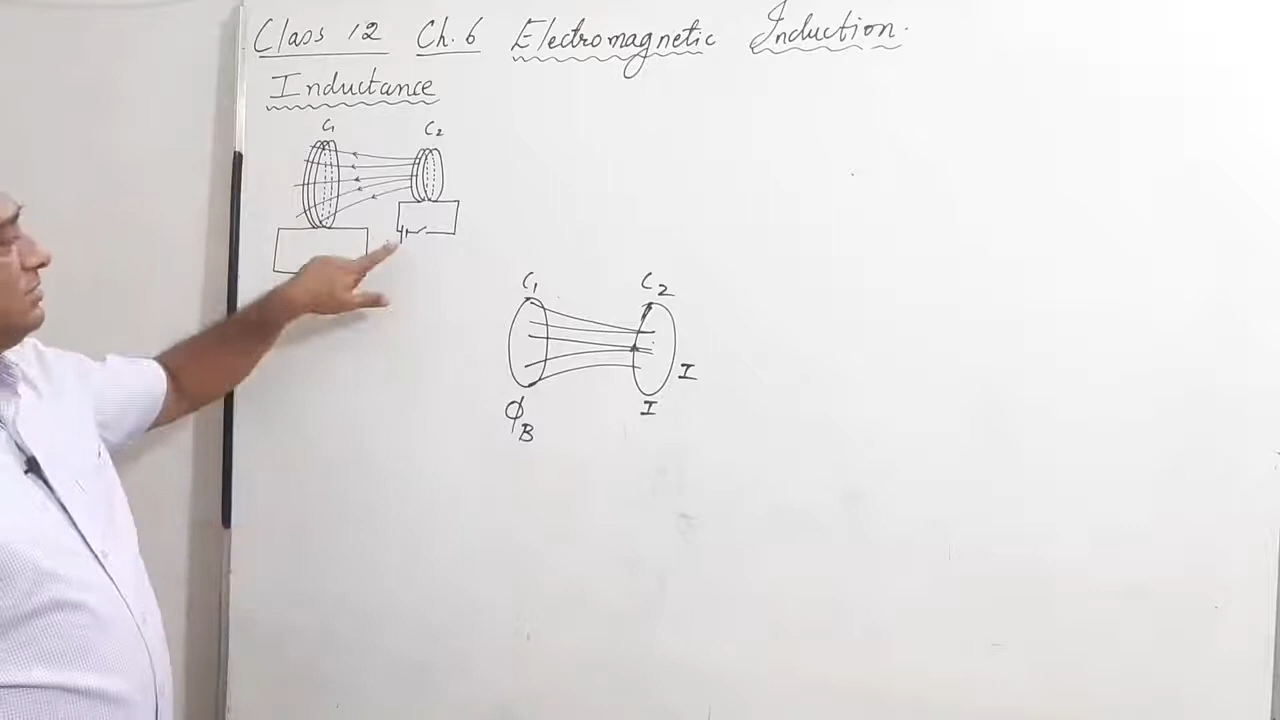 Class 12 Ch. 6 Electromagnetic Induction.
Inductance
C1 C2
C1 C2
I
ϕB I